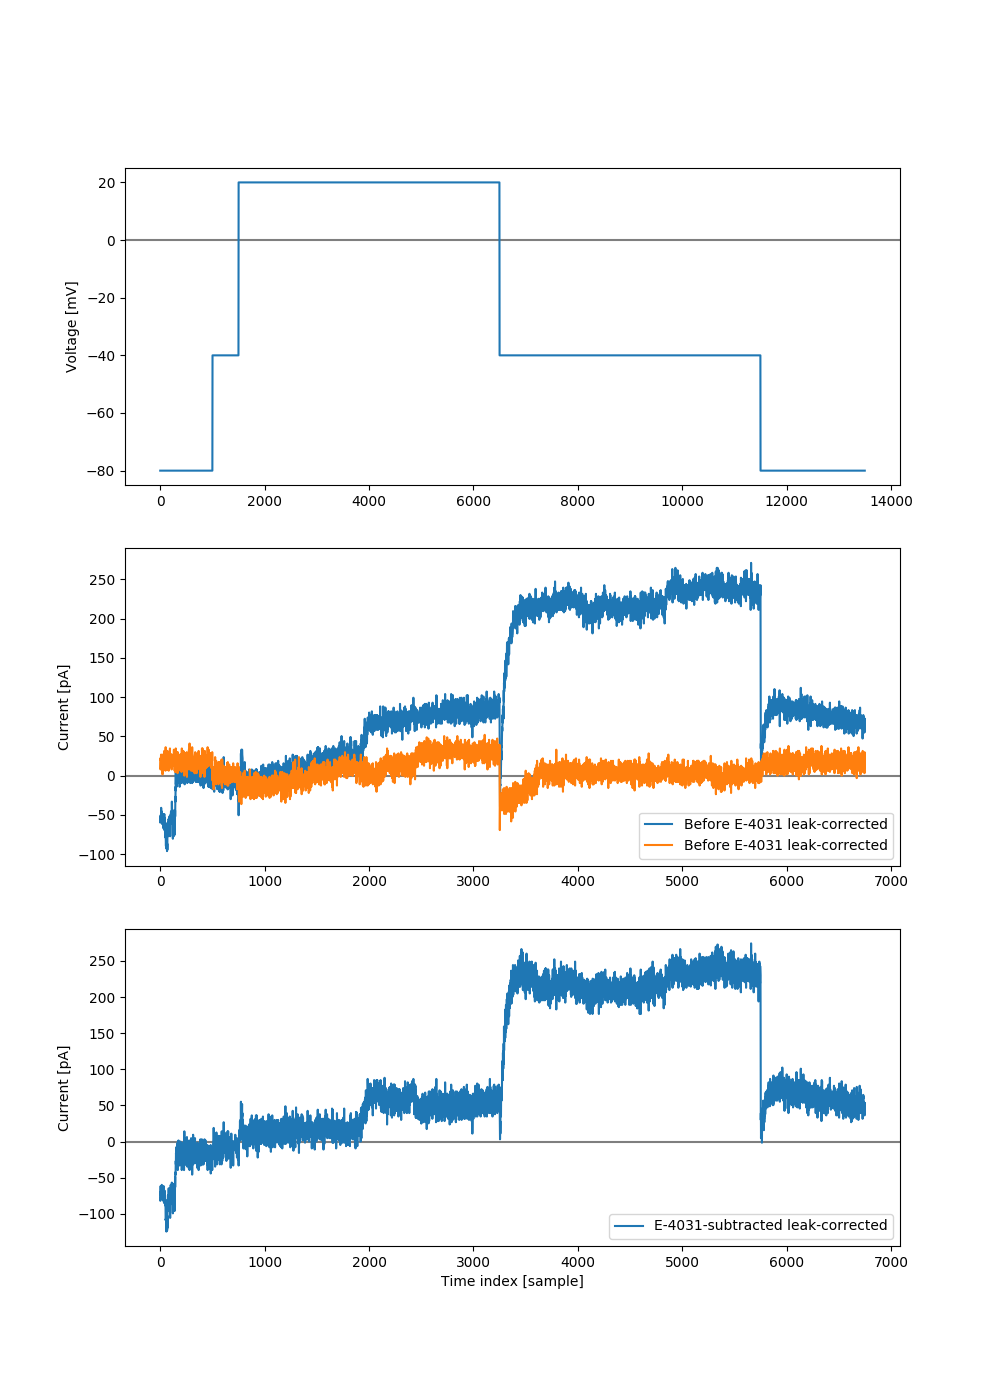 Voltage [mV]
20
0
−20
−40
−60
−80
0 2000 4000 6000 8000 10000 12000 14000
Current [pA]
250
200
150
100
50
0
−50
−100
Before E-4031 leak-corrected
Before E-4031 leak-corrected
0 1000 2000 3000 4000 5000 6000 7000
Current [pA]
250
200
150
100
50
0
−50
−100
E-4031-subtracted leak-corrected
0 1000 2000 3000 4000 5000 6000 7000
Time index [sample]